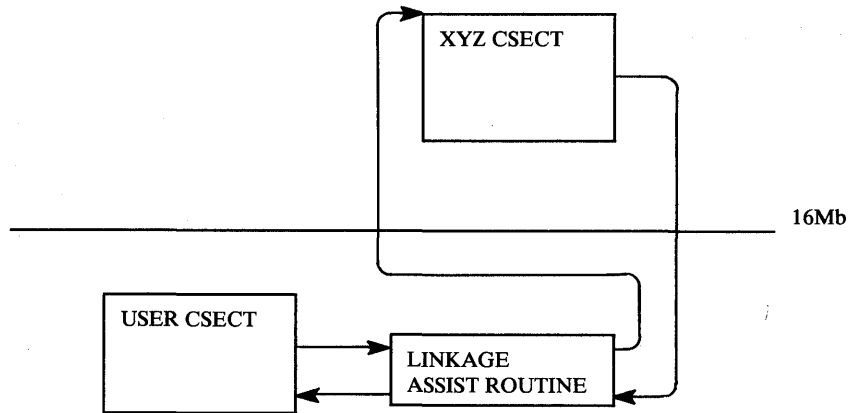 XYZ CSECT
16Mb
USER CSECT
LINKAGE
ASSIST ROUTINE